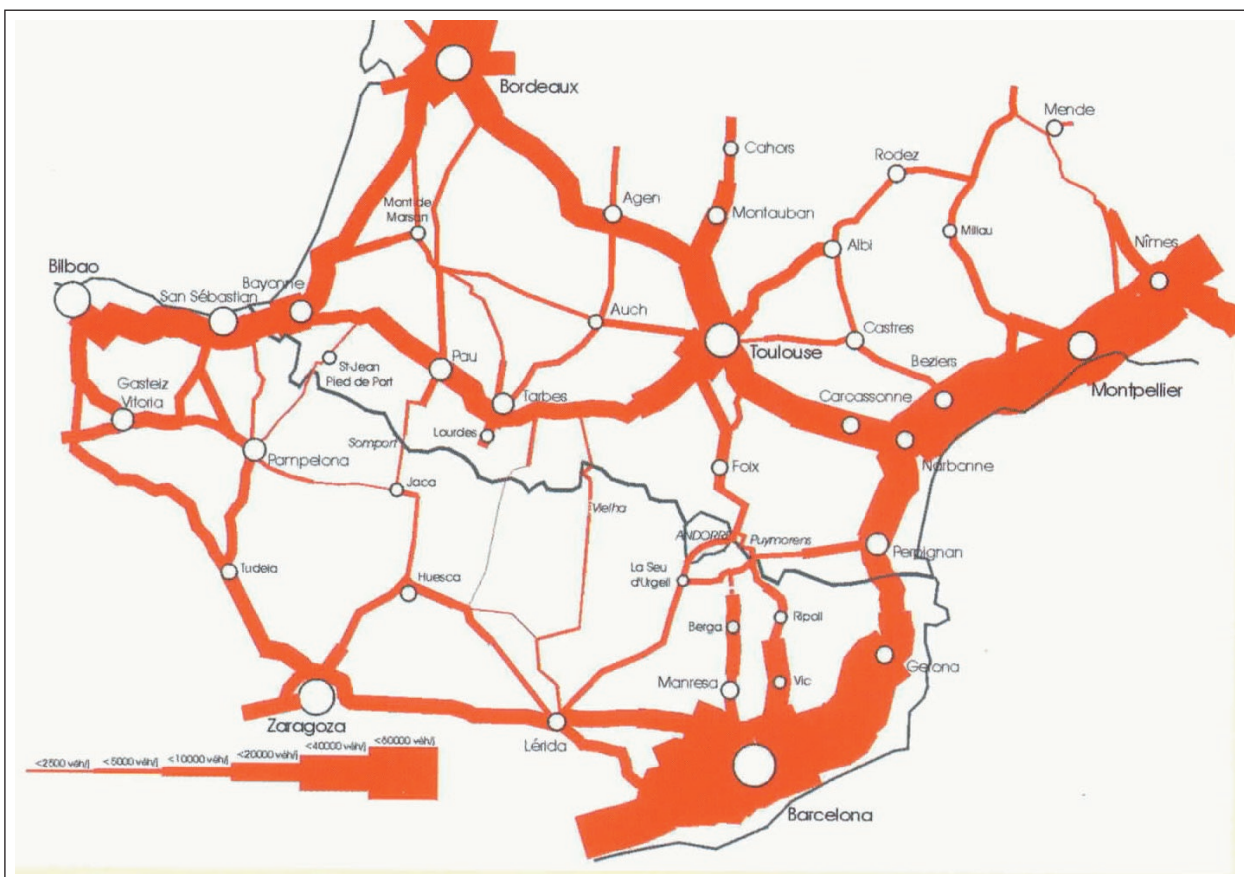 Bordeaux
Mende
Cahors
Rodez
Agen
Montauban
Mont de
Marsan
Millau
Albi
Nîmes
Bilbao
Bayonne
San Sébastian
Auch
Castres
Toulouse
Beziers
Pau
St-Jean
Pied de Port
Montpellier
Gasteiz
Vitoria
Carcassonne
Tarbes
Lourdes
Somport
Narbonne
Pampelona
Foix
Jaca
Vielha
ANDORRE
Puymorens
Perpignan
Tudela
Huesca
La Seu
d'Urgell
Ripoll
Berga
Gerona
Manresa
Vic
Zaragoza
Lérida
<2500 véh/j
<5000 véh/j
<10000 véh/j
<20000 véh/j
<40000 véh/j
<60000 véh/j
Barcelona